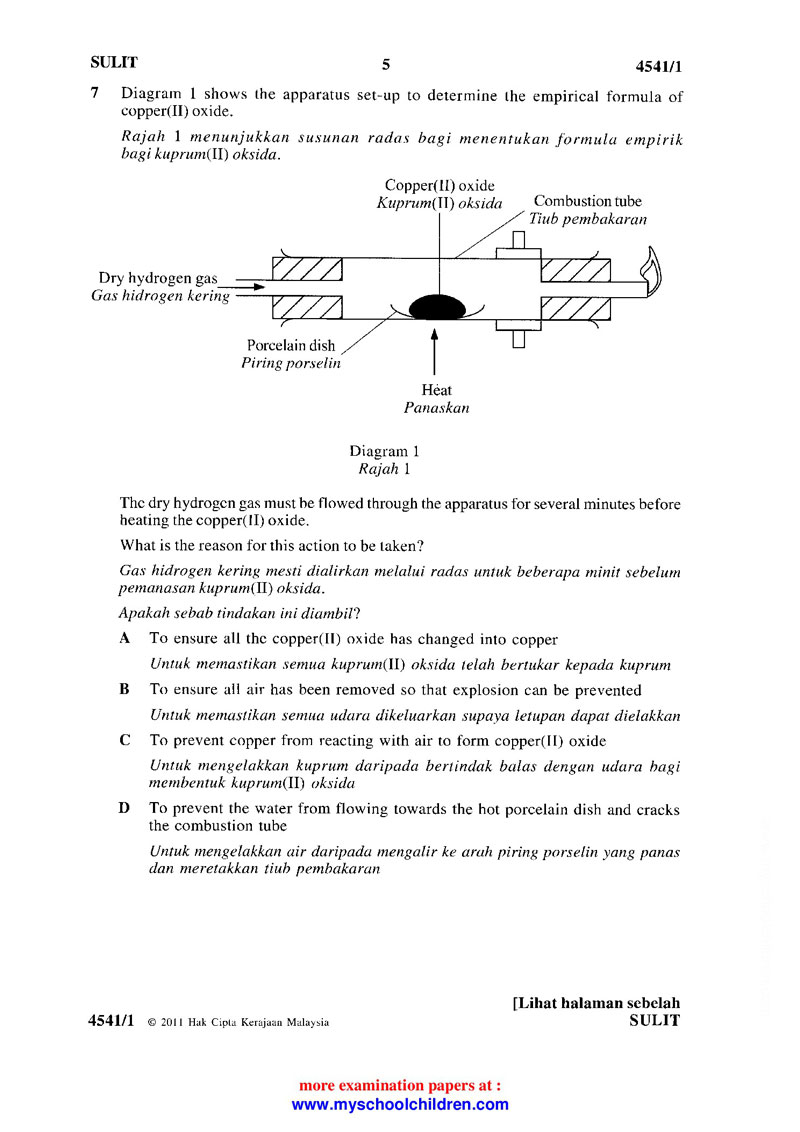 SULIT 5 4541/1
7 Diagram 1 shows the apparatus set-up to determine the empirical formula of
copper(II) oxide.
Rajah 1 menunjukkan susunan radas bagi menentukan formula empirik
bagi kuprum(II) oksida.
Copper(II) oxide
Kuprum(II) oksida
Combustion tube
Tiub pembakaran
Dry hydrogen gas
Gas hidrogen kering
Porcelain dish
Piring porselin
Heat
Panaskan
Diagram 1
Rajah 1
The dry hydrogen gas must be flowed through the apparatus for several minutes before
heating the copper(II) oxide.
What is the reason for this action to be taken?
Gas hidrogen kering mesti dialirkan melalui radas untuk beberapa minit sebelum
pemanasan kuprum(II) oksida.
Apakah sebab tindakan ini diambil?
A To ensure all the copper(II) oxide has changed into copper
Untuk memastikan semua kuprum(II) oksida telah bertukar kepada kuprum
B To ensure all air has been removed so that explosion can be prevented
Untuk memastikan semua udara dikeluarkan supaya letupan dapat dielakkan
C To prevent copper from reacting with air to form copper(II) oxide
Untuk mengelakkan kuprum daripada bertindak balas dengan udara bagi
membentuk kuprum(II) oksida
D To prevent the water from flowing towards the hot porcelain dish and cracks
the combustion tube
Untuk mengelakkan air daripada mengalir ke arah piring porselin yang panas
dan meretakkan tiub pembakaran
[Lihat halaman sebelah
4541/1 © 2011 Hak Cipta Kerajaan Malaysia SULIT
more examination papers at :
www.myschoolchildren.com